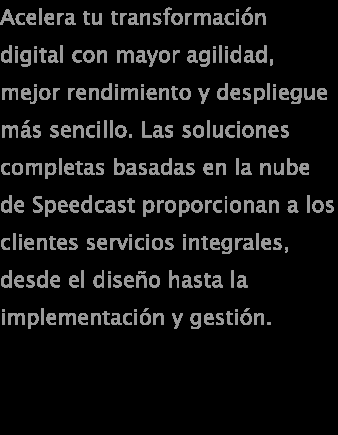 Acelera tu transformación
digital con mayor agilidad,
mejor rendimiento y despliegue
más sencillo. Las soluciones
completas basadas en la nube
de Speedcast proporcionan a los
clientes servicios integrales,
desde el diseño hasta la
implementación y gestión.